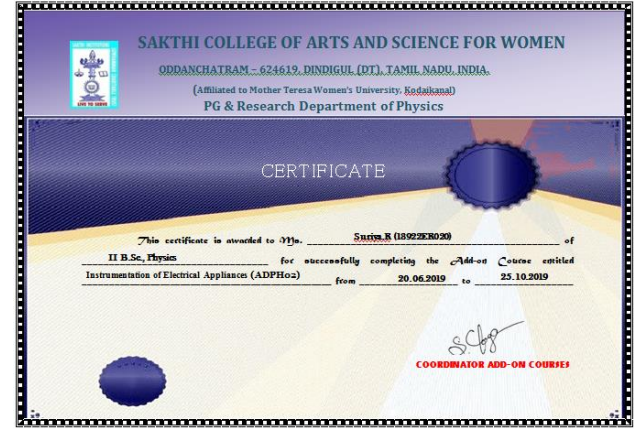 SAKTHI COLLEGE OF ARTS AND SCIENCE FOR WOMEN
ODDANCHATRAM – 624619, DINDIGUL (DT), TAMIL NADU, INDIA.
(Affiliated to Mother Teresa Women's University, Kodaikanal)
PG & Research Department of Physics
CERTIFICATE
This certificate is awarded to Ms. Suriya.R (18922ER020) of
II B.Sc., Physics for successfully completing the Add-on Course entitled
Instrumentation of Electrical Appliances (ADPH02) from 20.06.2019 to 25.10.2019
COORDINATOR ADD-ON COURSES
LIVE TO SERVE